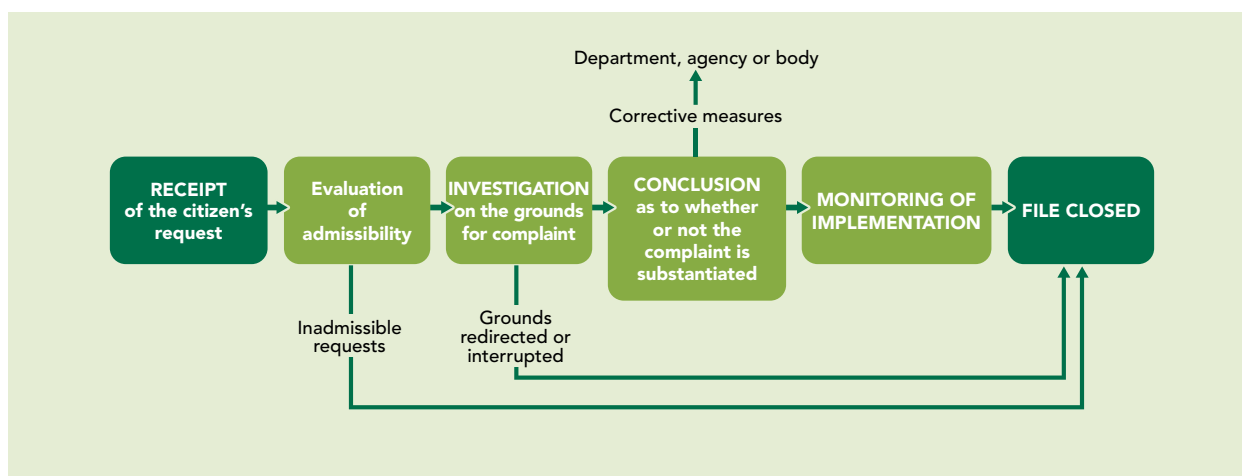 Department, agency or body
Corrective measures
RECEIPT
of the citizen’s
request
Evaluation
of
admissibility
INVESTIGATION
on the grounds
for complaint
CONCLUSION
as to whether
or not the
complaint is
substantiated
MONITORING OF
IMPLEMENTATION
FILE CLOSED
Inadmissible
requests
Grounds
redirected or
interrupted